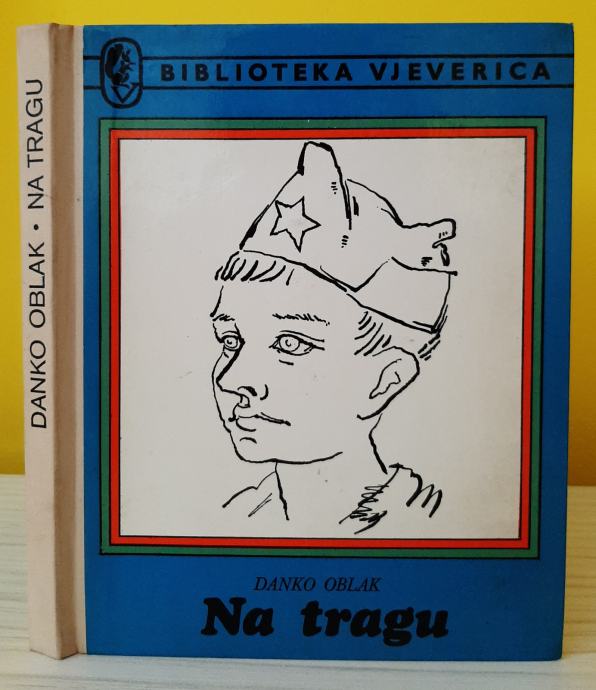 DANKO OBLAK • NA TRAGU
BIBLIOTEKA VJEVERICA
DANKO OBLAK
Na tragu